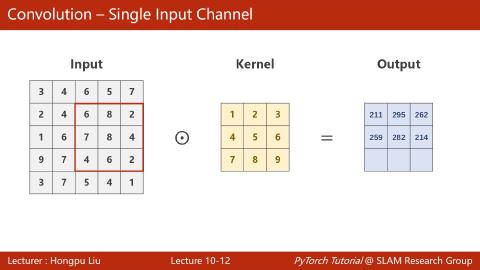 Convolution – Single Input Channel
Input Kernel Output
3 4 6 5 7
2 4 6 8 2
1 6 7 8 4
9 7 4 6 2
3 7 5 4 1
⊙
1 2 3
4 5 6
7 8 9
=
211 295 262
259 282 214
Lecturer : Hongpu Liu Lecture 10-12 PyTorch Tutorial @ SLAM Research Group